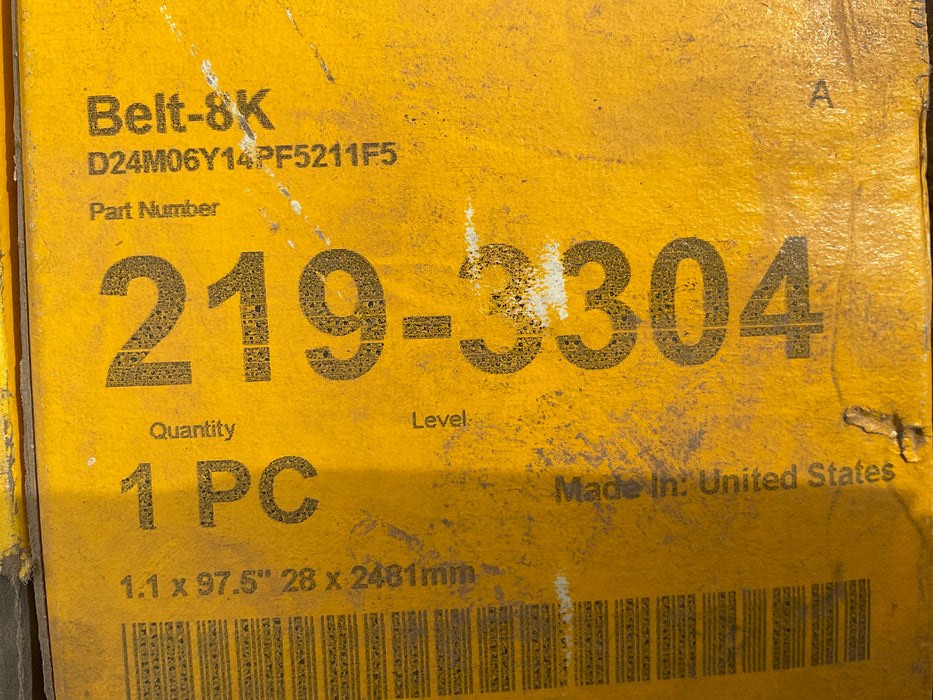 A
Belt-8K
D24M06Y14PF5211F5
Part Number
219-3304
Quantity
Level
1 PC
Made In: United States
1.1 x 97.5" 28 x 2481mm